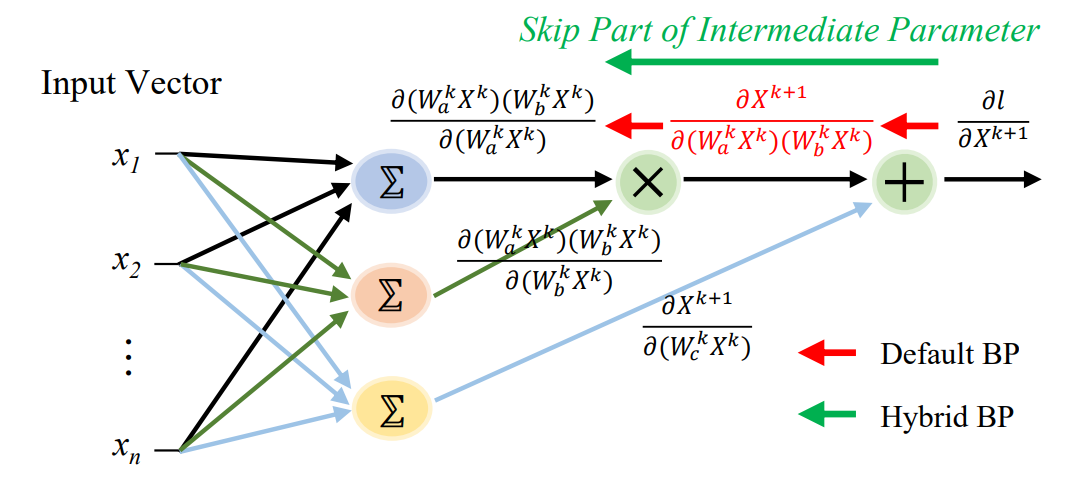 Skip Part of Intermediate Parameter
Input Vector
∂(W_a^k X^k)(W_b^k X^k) / ∂(W_a^k X^k)
∂X^{k+1} / ∂(W_a^k X^k)(W_b^k X^k)
∂l / ∂X^{k+1}
x_1
Σ
×
+
∂(W_a^k X^k)(W_b^k X^k) / ∂(W_b^k X^k)
x_2
Σ
∂X^{k+1} / ∂(W_c^k X^k)
⋮
Default BP
Σ
Hybrid BP
x_n